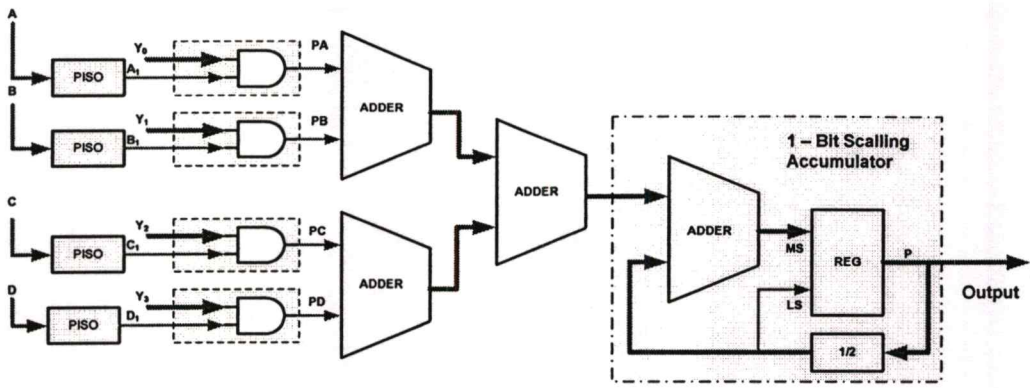 A
PISO
A1
Y0
PA
B
PISO
B1
Y1
PB
ADDER
C
PISO
C1
Y2
PC
D
PISO
D1
Y3
PD
ADDER
ADDER
1 – Bit Scalling
Accumulator
ADDER
MS
LS
REG
P
1/2
Output